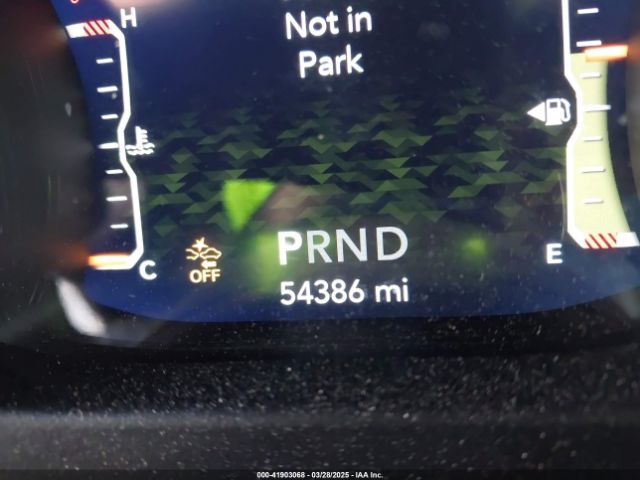 H
Not in
Park
PRND
E
C
OFF
54386 mi
000-41903068 - 03/28/2025 - IAA Inc.